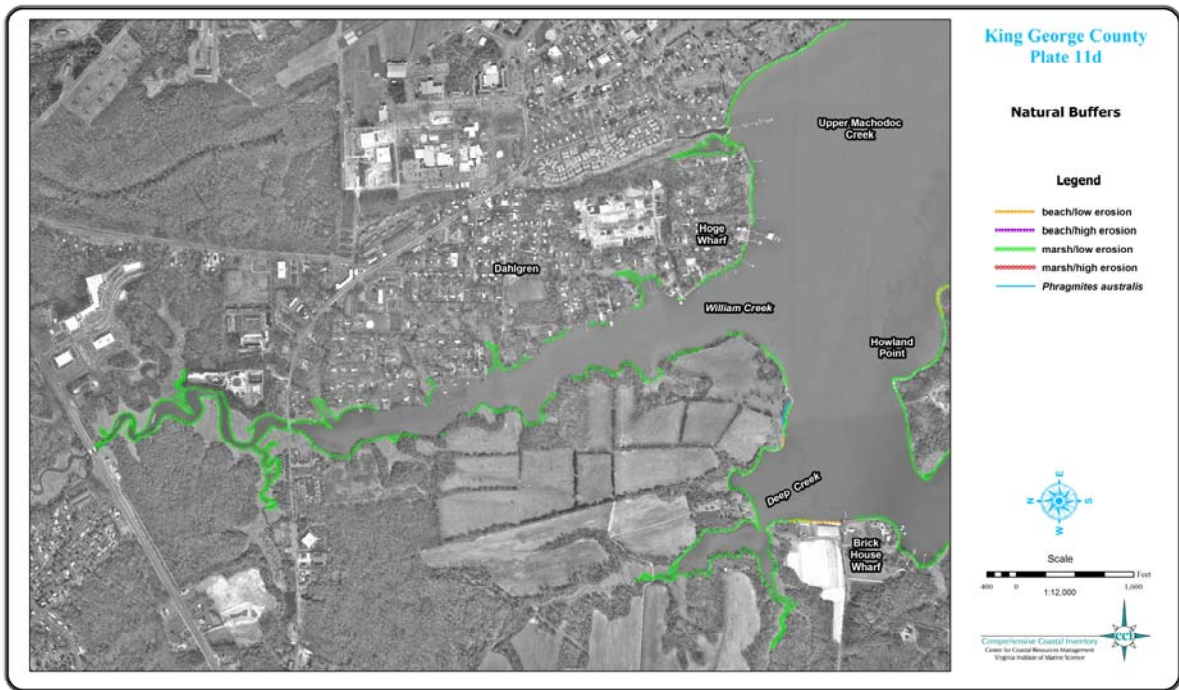 King George County
Plate 11d
Natural Buffers
Legend
beach/low erosion
beach/high erosion
marsh/low erosion
marsh/high erosion
Phragmites australis
Upper Machodoc
Creek
Hoge
Wharf
Dahlgren
William Creek
Howland
Point
Deep Creek
Brick
House
Wharf
E
N
S
W
Scale
400 0 1,600 Feet
1:12,000
cci
Comprehensive Coastal Inventory
Center for Coastal Resources Management
Virginia Institute of Marine Science